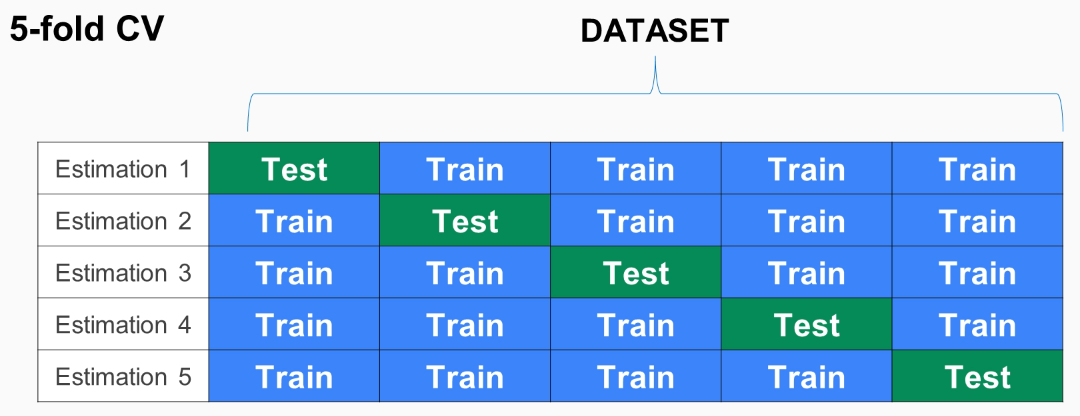 5-fold CV
DATASET
Estimation 1 Test Train Train Train Train
Estimation 2 Train Test Train Train Train
Estimation 3 Train Train Test Train Train
Estimation 4 Train Train Train Test Train
Estimation 5 Train Train Train Train Test